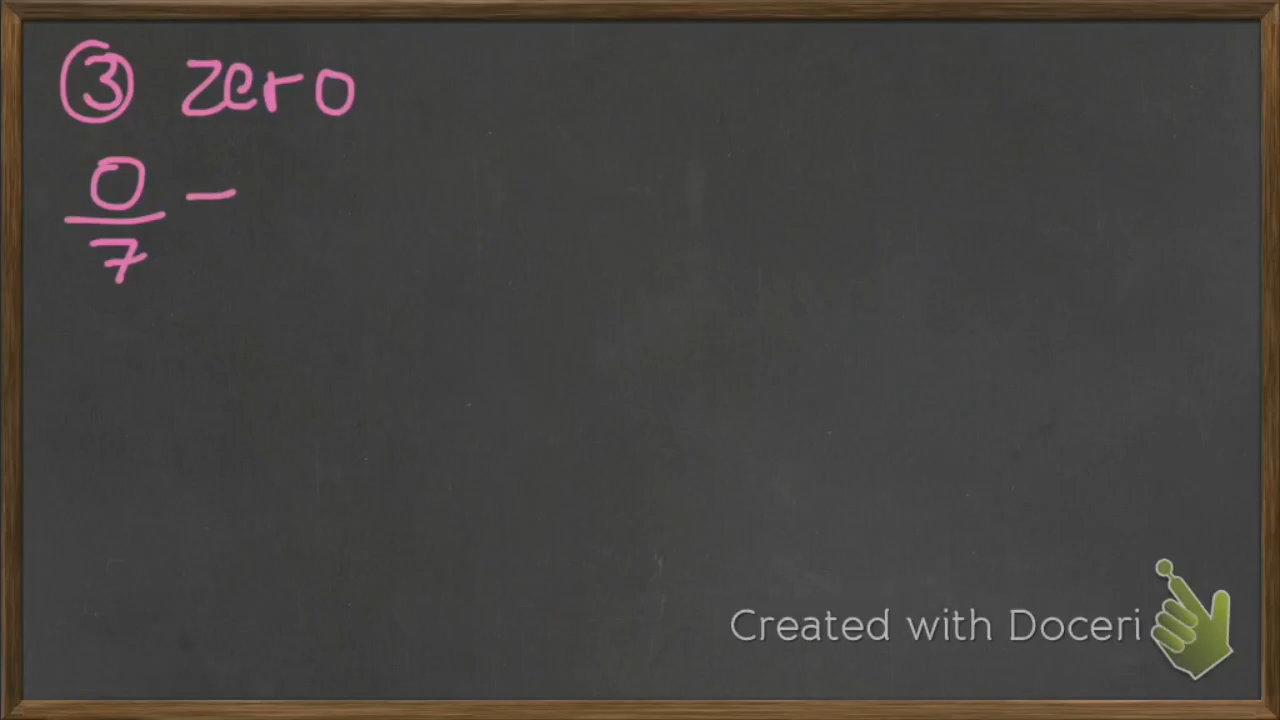 ③ zero
0 -
7
Created with Doceri